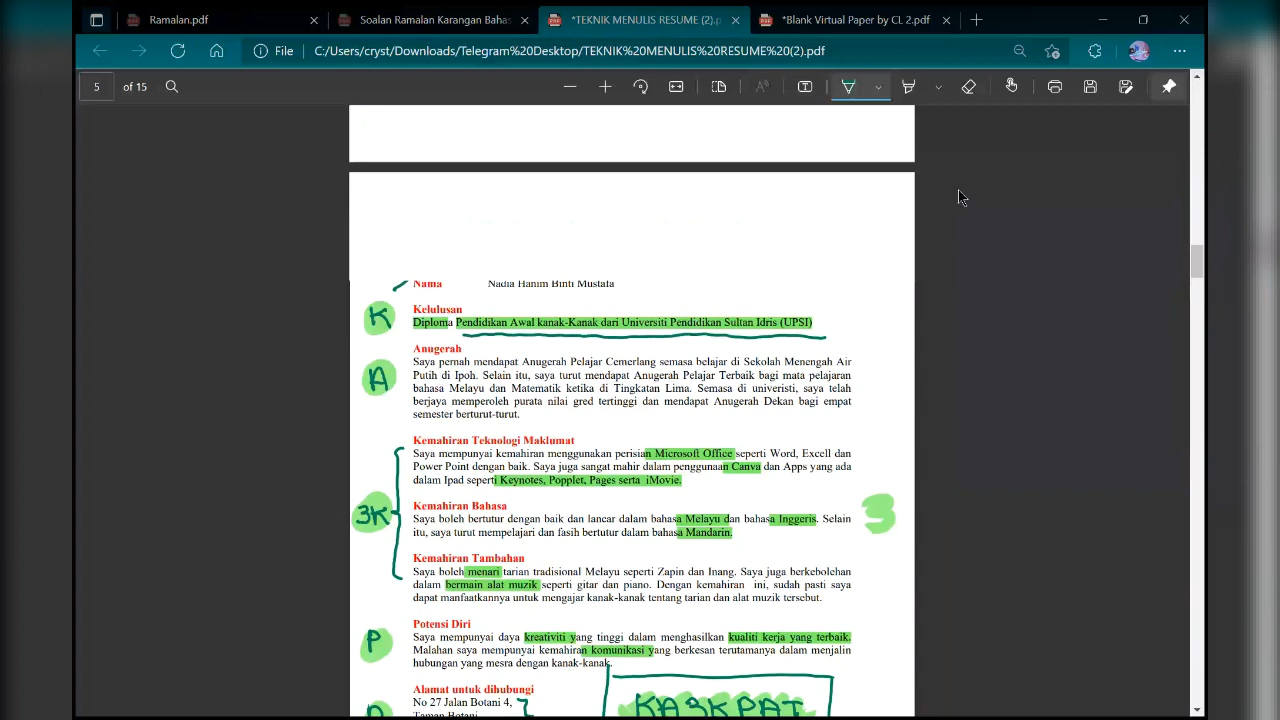 Ramalan.pdf
Soalan Ramalan Karangan Bahas
*TEKNIK MENULIS RESUME (2).p
*Blank Virtual Paper by CL 2.pdf
File
C:/Users/cryst/Downloads/Telegram%20Desktop/TEKNIK%20MENULIS%20RESUME%20(2).pdf
5 of 15
Nama Nadia Hanim Binti Mustafa
K
Kelulusan
Diploma Pendidikan Awal kanak-Kanak dari Universiti Pendidikan Sultan Idris (UPSI)
A
Anugerah
Saya pernah mendapat Anugerah Pelajar Cemerlang semasa belajar di Sekolah Menengah Air
Putih di Ipoh. Selain itu, saya turut mendapat Anugerah Pelajar Terbaik bagi mata pelajaran
bahasa Melayu dan Matematik ketika di Tingkatan Lima. Semasa di univeristi, saya telah
berjaya memperoleh purata nilai gred tertinggi dan mendapat Anugerah Dekan bagi empat
semester berturut-turut.
Kemahiran Teknologi Maklumat
Saya mempunyai kemahiran menggunakan perisian Microsoft Office seperti Word, Excell dan
Power Point dengan baik. Saya juga sangat mahir dalam penggunaan Canva dan Apps yang ada
dalam Ipad seperti Keynotes, Popplet, Pages serta iMovie.
3K
Kemahiran Bahasa
Saya boleh bertutur dengan baik dan lancar dalam bahasa Melayu dan bahasa Inggeris. Selain
itu, saya turut mempelajari dan fasih bertutur dalam bahasa Mandarin.
3
Kemahiran Tambahan
Saya boleh menari tarian tradisional Melayu seperti Zapin dan Inang. Saya juga berkebolehan
dalam bermain alat muzik seperti gitar dan piano. Dengan kemahiran ini, sudah pasti saya
dapat manfaatkannya untuk mengajar kanak-kanak tentang tarian dan alat muzik tersebut.
P
Potensi Diri
Saya mempunyai daya kreativiti yang tinggi dalam menghasilkan kualiti kerja yang terbaik.
Malahan saya mempunyai kemahiran komunikasi yang berkesan terutamanya dalam menjalin
hubungan yang mesra dengan kanak-kanak.
Alamat untuk dihubungi
No 27 Jalan Botani 4,
Taman Botani
KA3KPAT